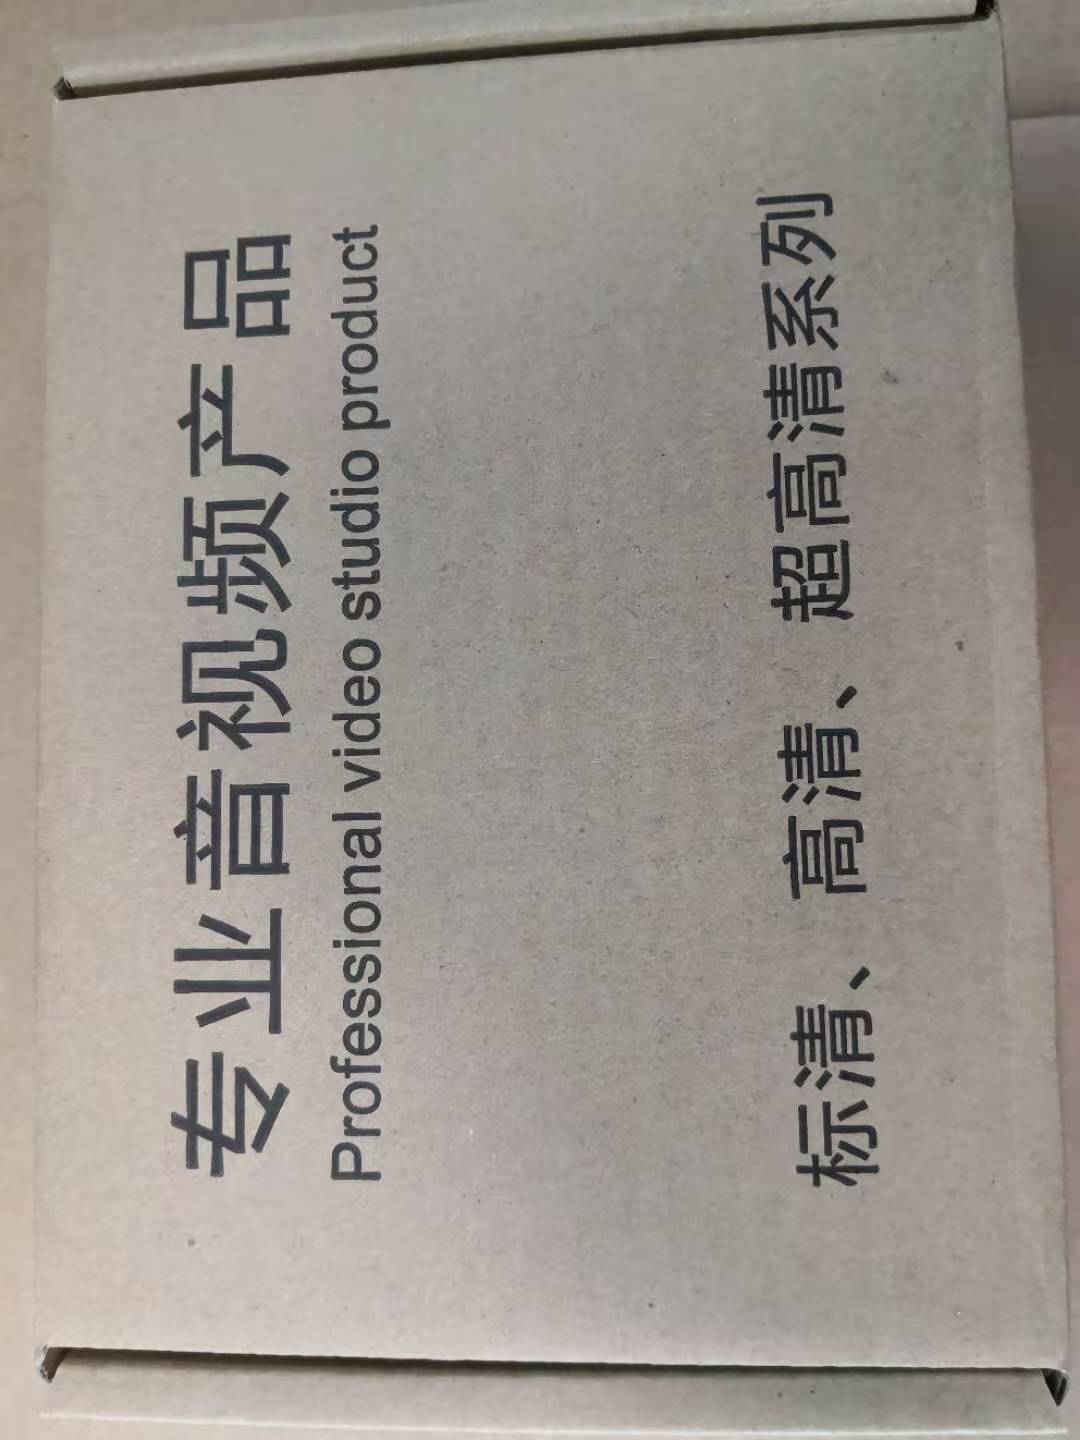 专业音视频产品
Professional video studio product
标清、高清、超高清系列